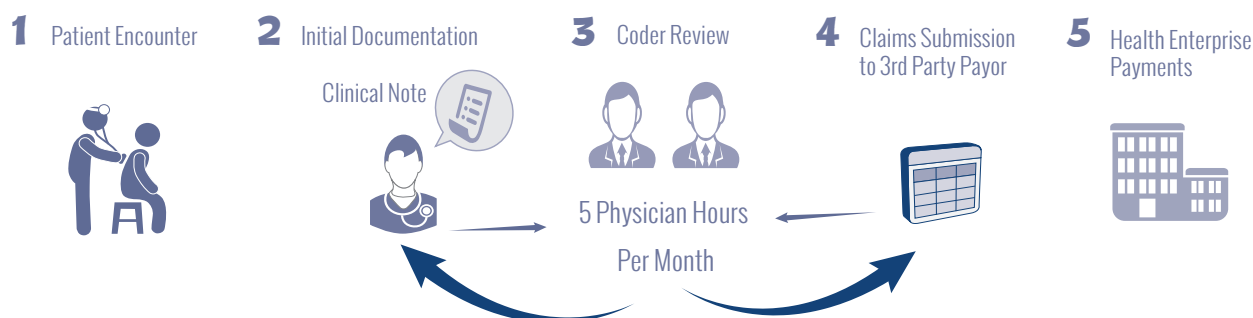 1 Patient Encounter
2 Initial Documentation
Clinical Note
3 Coder Review
5 Physician Hours
Per Month
4 Claims Submission
to 3rd Party Payor
5 Health Enterprise
Payments